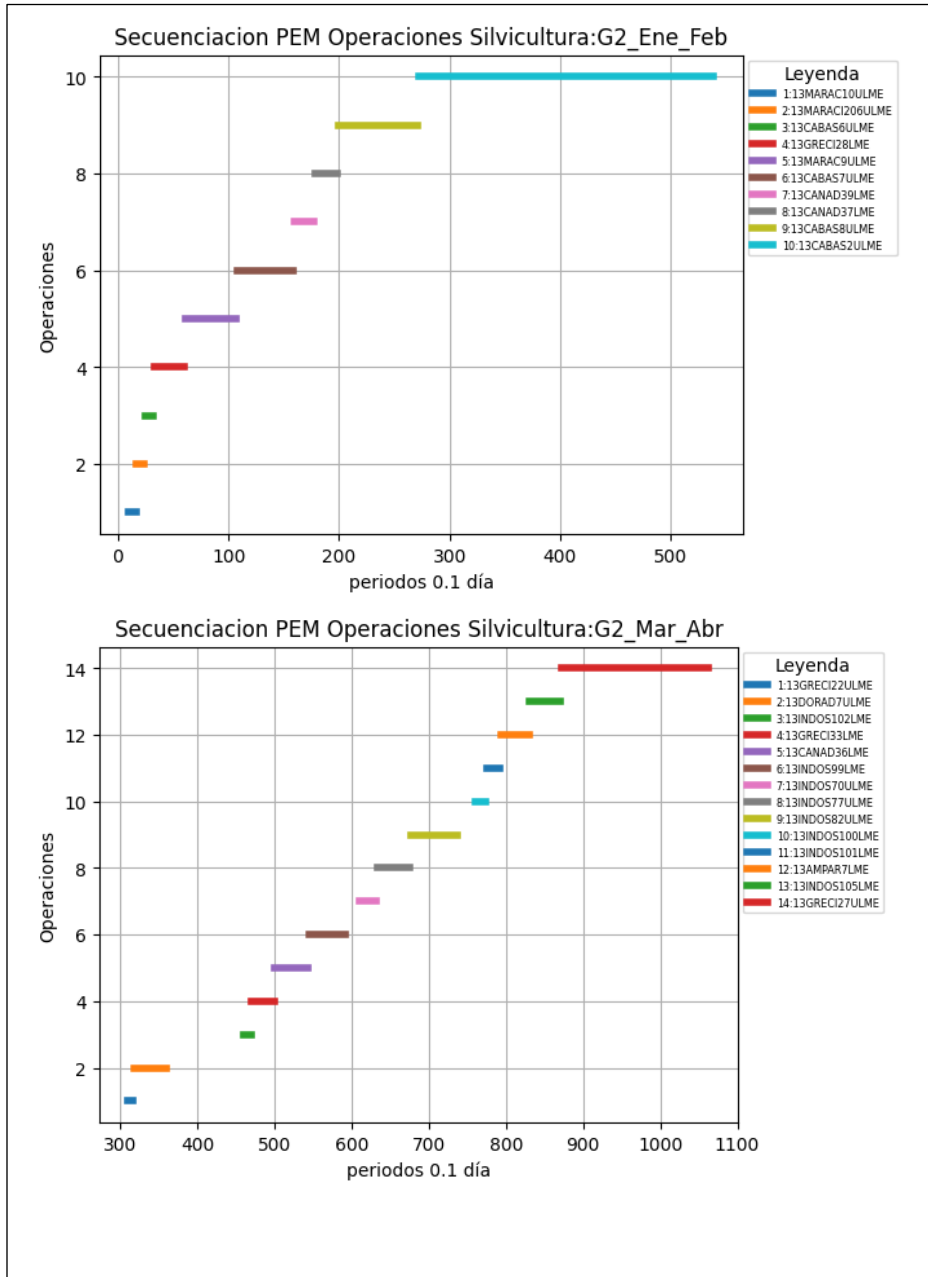 Secuenciacion PEM Operaciones Silvicultura:G2_Ene_Feb
10
8
6
4
2
Operaciones
0 100 200 300 400 500
periodos 0.1 día
Leyenda
1:13MARAC10ULME
2:13MARACI206ULME
3:13CABAS6ULME
4:13GRECI28LME
5:13MARAC9ULME
6:13CABAS7ULME
7:13CANAD39LME
8:13CANAD37LME
9:13CABAS8ULME
10:13CABAS2ULME
Secuenciacion PEM Operaciones Silvicultura:G2_Mar_Abr
14
12
10
8
6
4
2
Operaciones
300 400 500 600 700 800 900 1000 1100
periodos 0.1 día
Leyenda
1:13GRECI22ULME
2:13DORAD7ULME
3:13INDOS102LME
4:13GRECI33LME
5:13CANAD36LME
6:13INDOS99LME
7:13INDOS70ULME
8:13INDOS77ULME
9:13INDOS82ULME
10:13INDOS100LME
11:13INDOS101LME
12:13AMPAR7LME
13:13INDOS105LME
14:13GRECI27ULME